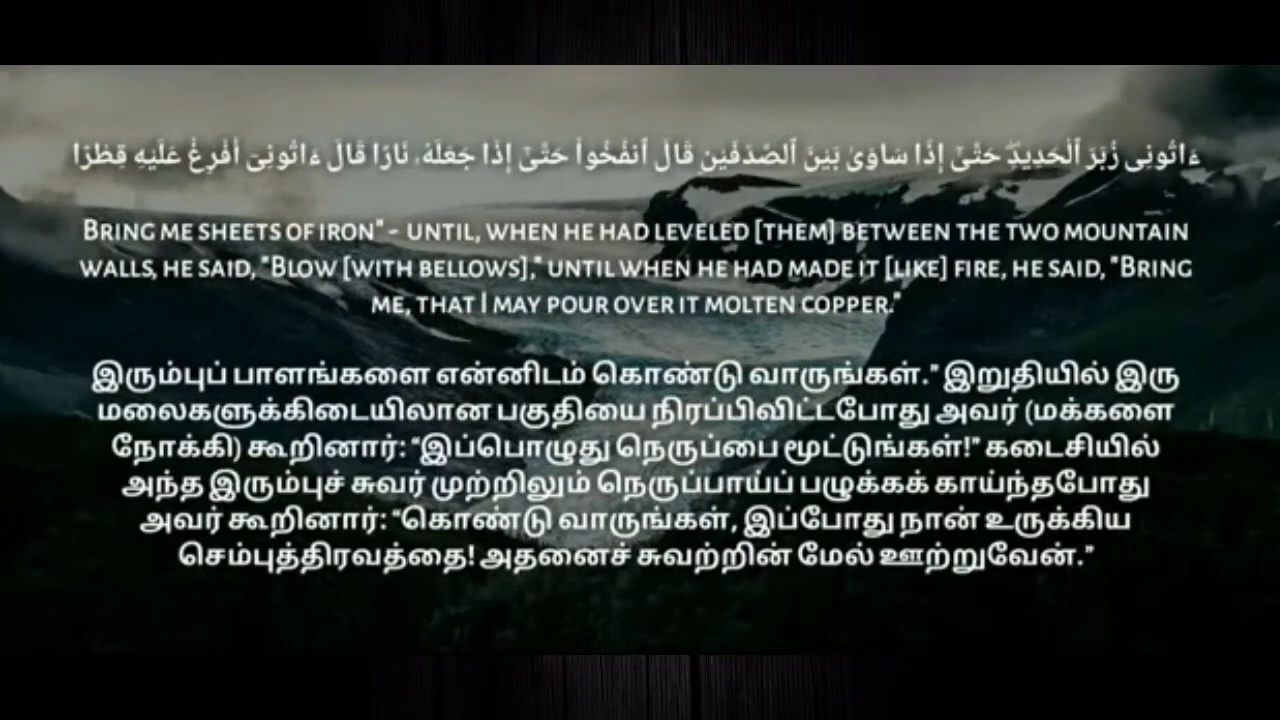 ءَاتُونِى زُبَرَ ٱلْحَدِيدِ ۖ حَتَّىٰٓ إِذَا سَاوَىٰ بَيْنَ ٱلصَّدَفَيْنِ قَالَ ٱنفُخُوا۟ حَتَّىٰٓ إِذَا جَعَلَهُۥ نَارًا قَالَ ءَاتُونِىٓ أُفْرِغْ عَلَيْهِ قِطْرًا
Bring me sheets of iron" - until, when he had leveled [them] between the two mountain
walls, he said, "Blow [with bellows]," until when he had made it [like] fire, he said, "Bring
me, that I may pour over it molten copper."
இரும்புப் பாளங்களை என்னிடம் கொண்டு வாருங்கள்." இறுதியில் இரு
மலைகளுக்கிடையிலான பகுதியை நிரப்பிவிட்டபோது அவர் (மக்களை
நோக்கி) கூறினார்: “இப்பொழுது நெருப்பை மூட்டுங்கள்!” கடைசியில்
அந்த இரும்புச் சுவர் முற்றிலும் நெருப்பாய்ப் பழுக்கக் காய்ந்தபோது
அவர் கூறினார்: “கொண்டு வாருங்கள், இப்போது நான் உருக்கிய
செம்புத்திரவத்தை! அதனைச் சுவற்றின் மேல் ஊற்றுவேன்.”